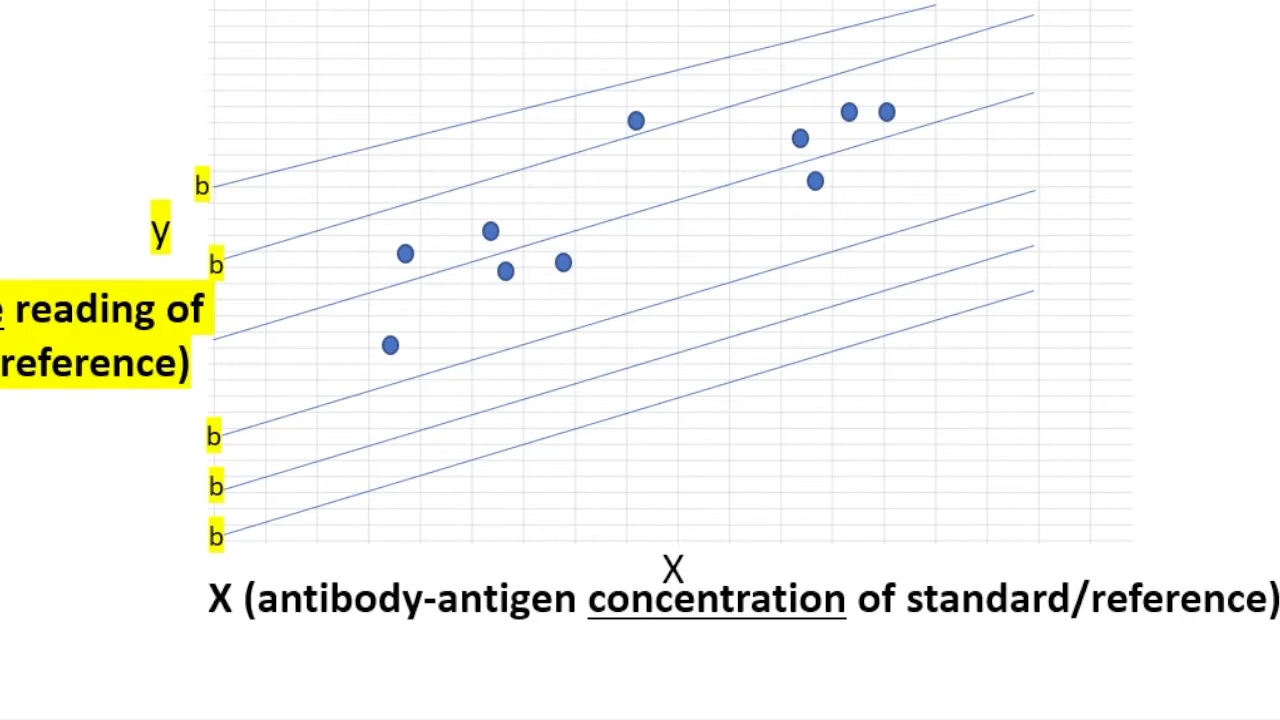 b
y
b
reading of
reference)
b
b
b
X
X (antibody-antigen concentration of standard/reference)